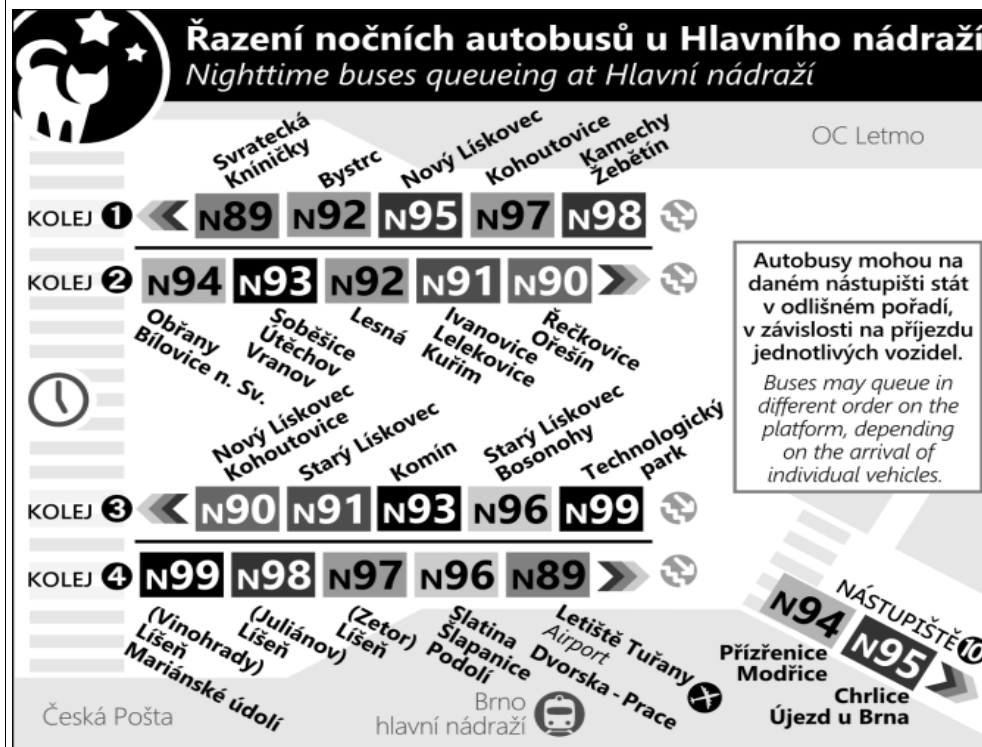 Řazení nočních autobusů u Hlavního nádraží
Nighttime buses queueing at Hlavní nádraží
OC Letmo
Svratecká
Kníničky
Bystrc
Nový Lískovec
Kohoutovice
Kamechy
Žebětín
KOLEJ 1 N89 N92 N95 N97 N98
KOLEJ 2 N94 N93 N92 N91 N90
Obřany
Bílovice n. Sv.
Soběšice
Útěchov
Vranov
Lesná
Ivanovice
Lelekovice
Kuřim
Řečkovice
Ořešín
Autobusy mohou na
daném nástupišti stát
v odlišném pořadí,
v závislosti na příjezdu
jednotlivých vozidel.
Buses may queue in
different order on the
platform, depending
on the arrival of
individual vehicles.
Nový Lískovec
Kohoutovice
Starý Lískovec
Komín
Starý Lískovec
Bosonohy
Technologický
park
KOLEJ 3 N90 N91 N93 N96 N99
KOLEJ 4 N99 N98 N97 N96 N89
(Vinohrady)
Líšeň
Mariánské údolí
(Juliánov)
Líšeň
(Zetor)
Líšeň
Slatina
Šlapanice
Podolí
Letiště Tuřany
Airport
Dvorska - Prace
NÁSTUPIŠTĚ 10
N94 N95
Přízřenice
Modřice
Chrlice
Újezd u Brna
Česká Pošta
Brno
hlavní nádraží